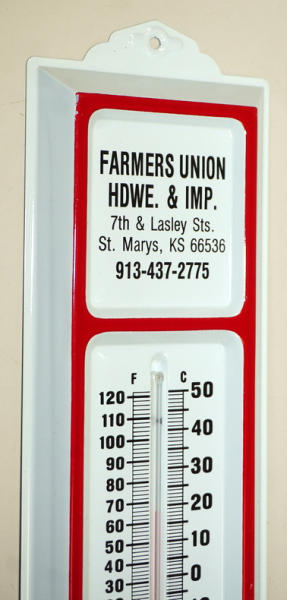 FARMERS UNION
HDWE. & IMP.
7th & Lasley Sts.
St. Marys, KS 66536
913-437-2775
F C
120 50
110
100 40
90
80 30
70 20
60
50 10
40
30 0